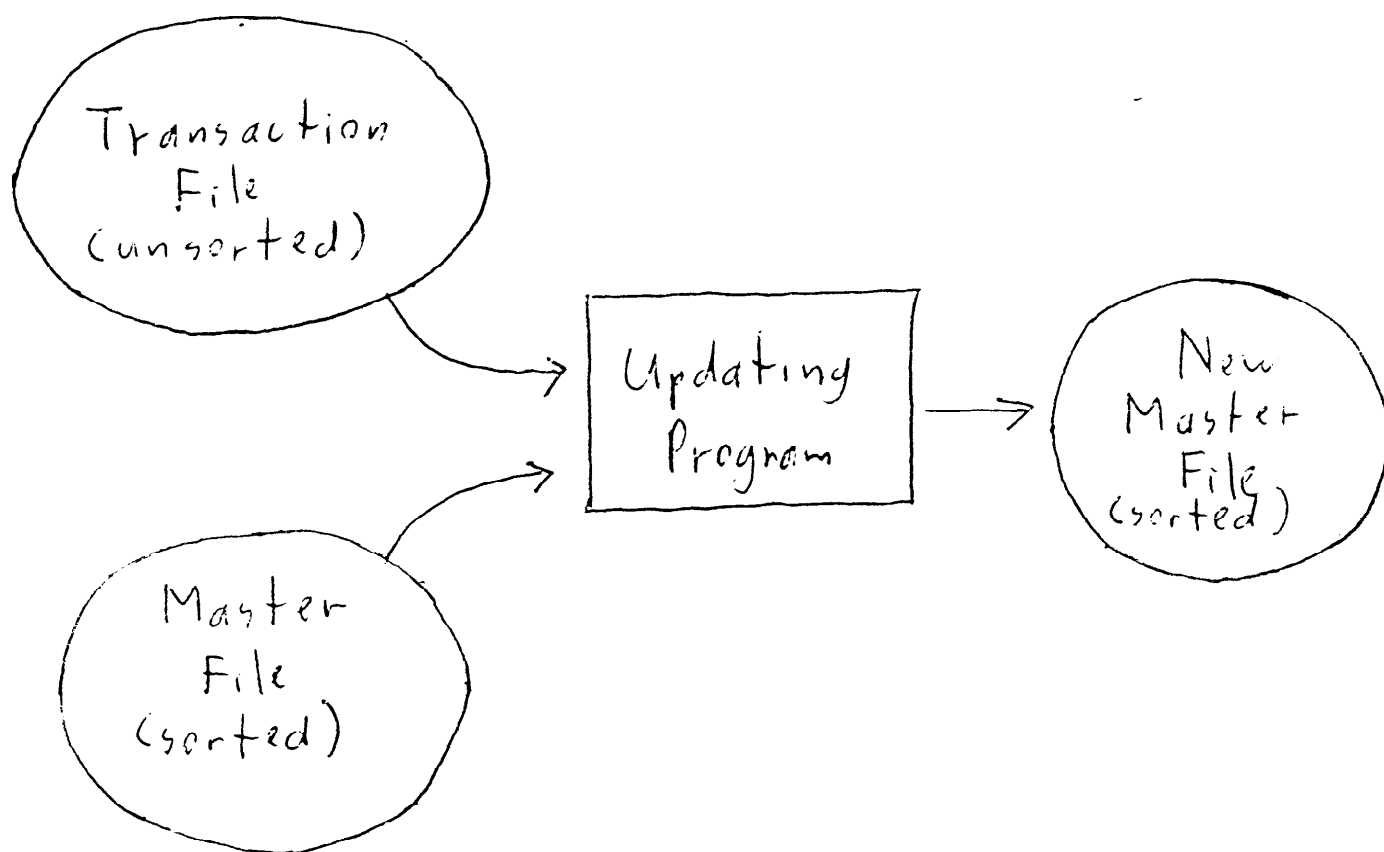 Transaction
File
(unsorted)
Updating
Program
New
Master
File
(sorted)
Master
File
(sorted)